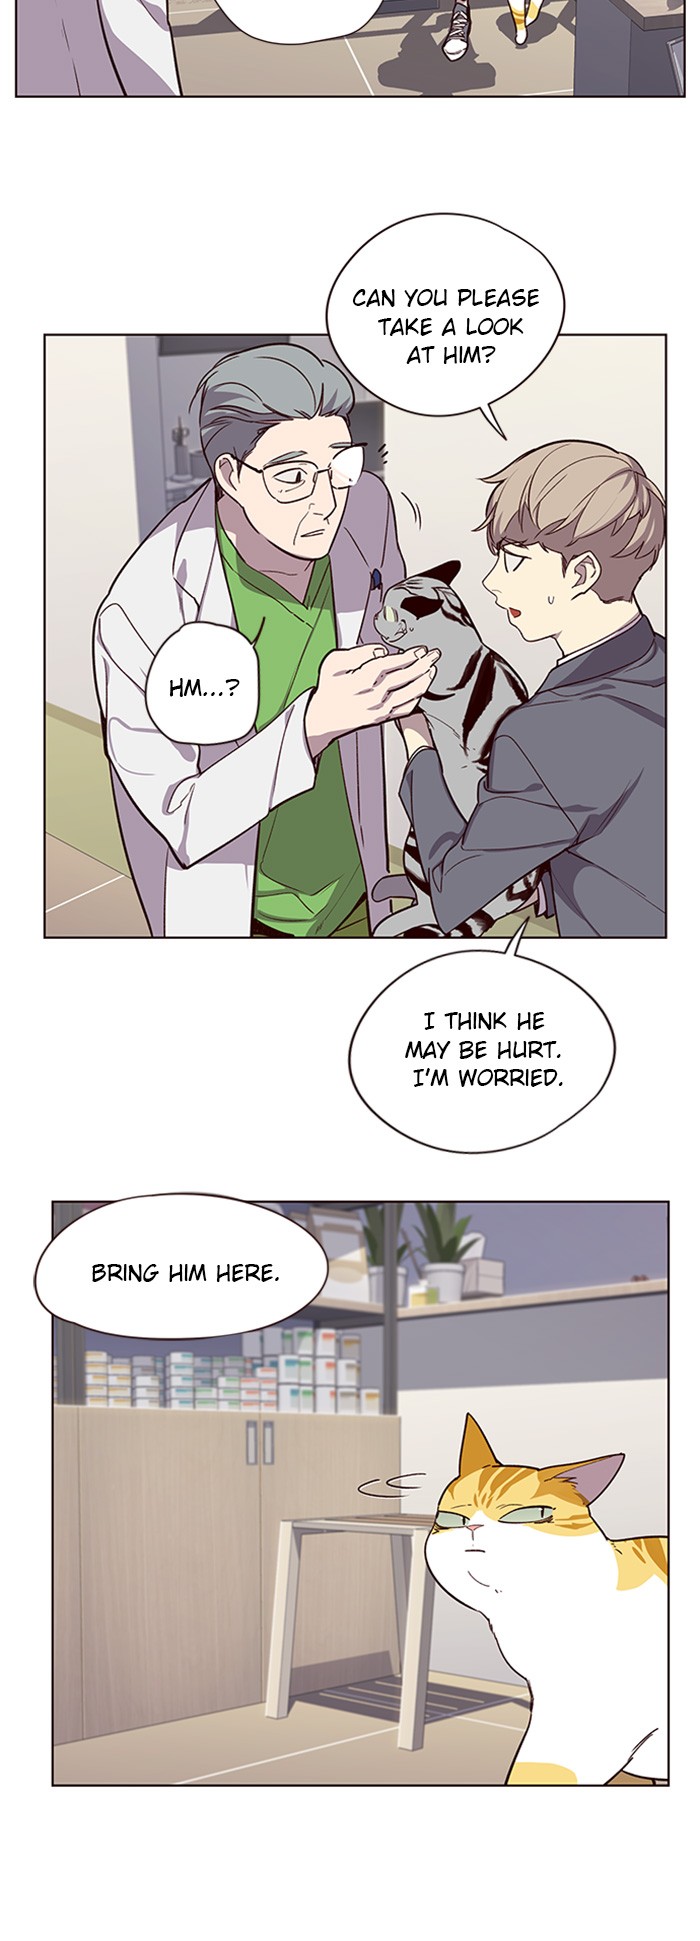 CAN YOU PLEASE
TAKE A LOOK
AT HIM?
HM...?
I THINK HE
MAY BE HURT.
I'M WORRIED.
BRING HIM HERE.